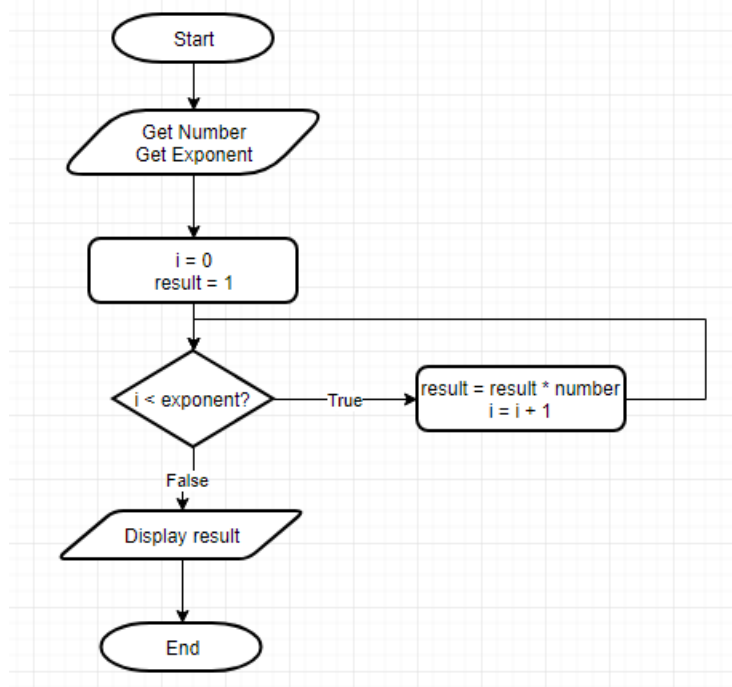 Start
Get Number
Get Exponent
i = 0
result = 1
i < exponent?
True
result = result * number
i = i + 1
False
Display result
End